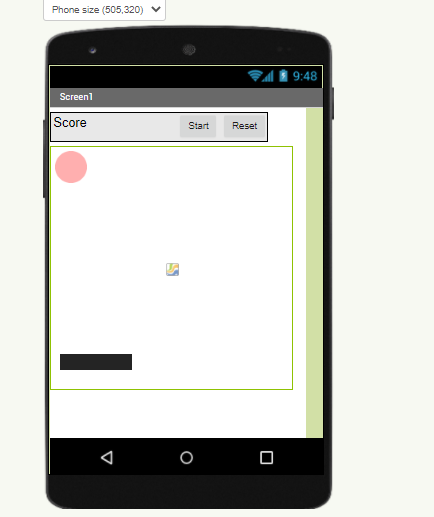 Phone size (505,320)
9:48
Screen1
Score Start Reset